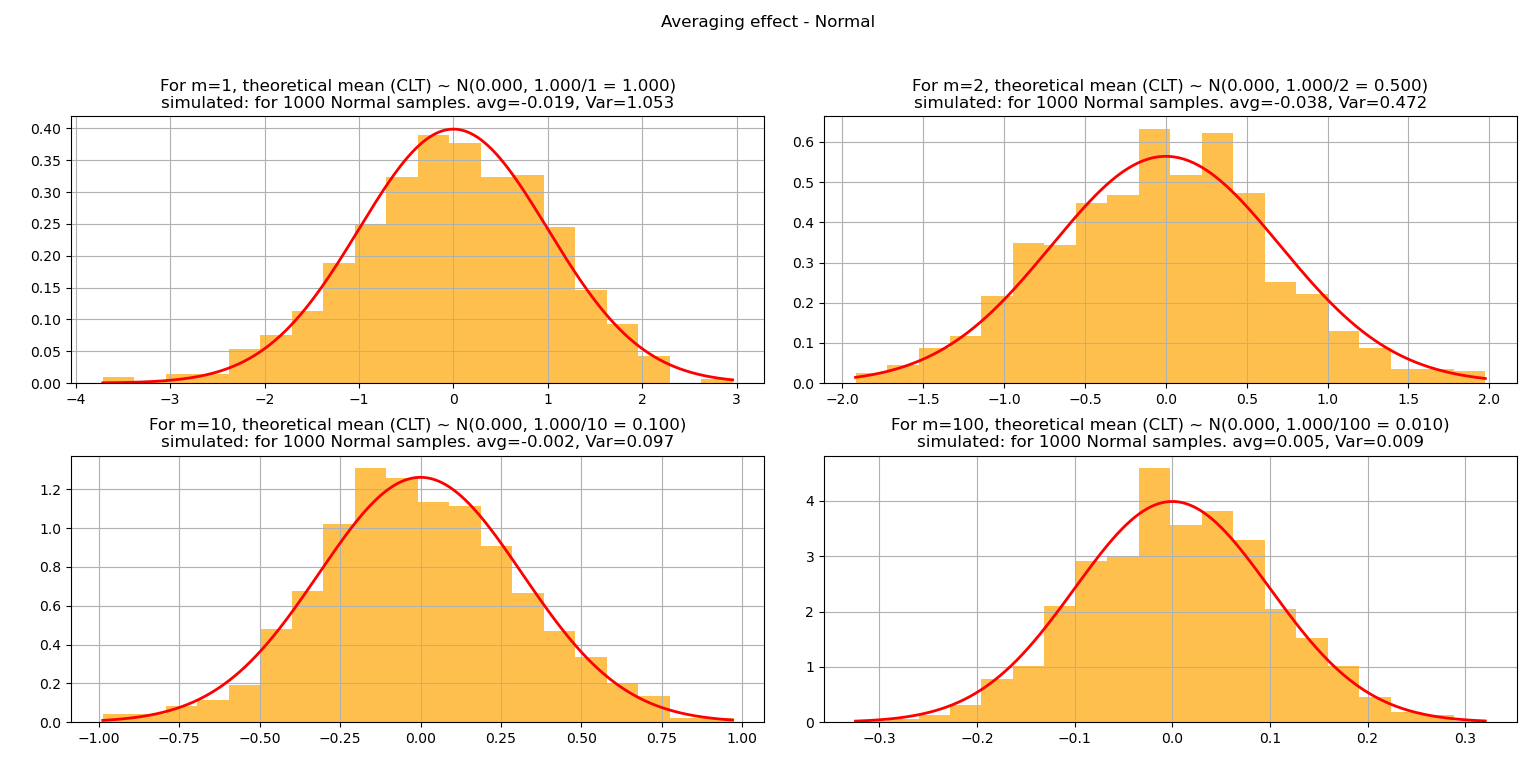 Averaging effect - Normal
For m=1, theoretical mean (CLT) ~ N(0.000, 1.000/1 = 1.000)
simulated: for 1000 Normal samples. avg=-0.019, Var=1.053
0.40
0.35
0.30
0.25
0.20
0.15
0.10
0.05
0.00
−4 −3 −2 −1 0 1 2 3
For m=2, theoretical mean (CLT) ~ N(0.000, 1.000/2 = 0.500)
simulated: for 1000 Normal samples. avg=-0.038, Var=0.472
0.6
0.5
0.4
0.3
0.2
0.1
0.0
−2.0 −1.5 −1.0 −0.5 0.0 0.5 1.0 1.5 2.0
For m=10, theoretical mean (CLT) ~ N(0.000, 1.000/10 = 0.100)
simulated: for 1000 Normal samples. avg=-0.002, Var=0.097
1.2
1.0
0.8
0.6
0.4
0.2
0.0
−1.00 −0.75 −0.50 −0.25 0.00 0.25 0.50 0.75 1.00
For m=100, theoretical mean (CLT) ~ N(0.000, 1.000/100 = 0.010)
simulated: for 1000 Normal samples. avg=0.005, Var=0.009
4
3
2
1
0
−0.3 −0.2 −0.1 0.0 0.1 0.2 0.3